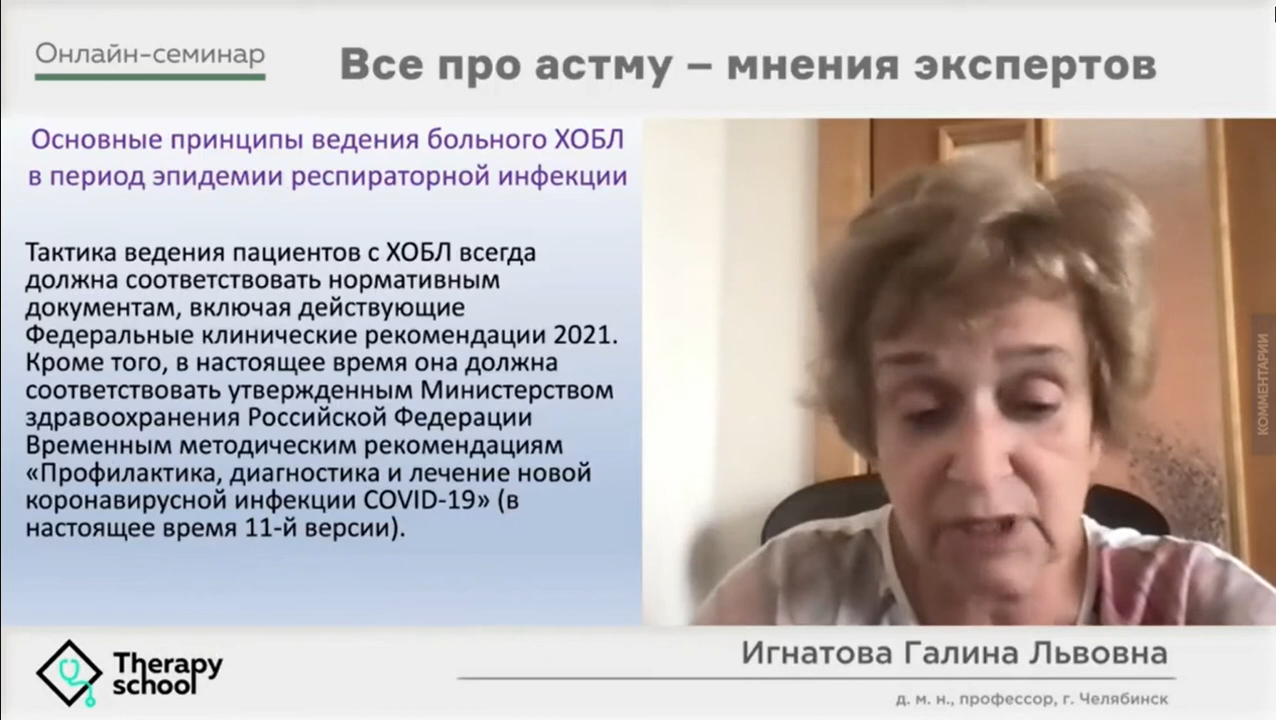 Онлайн-семинар
Все про астму – мнения экспертов
Основные принципы ведения больного ХОБЛ
в период эпидемии респираторной инфекции
Тактика ведения пациентов с ХОБЛ всегда
должна соответствовать нормативным
документам, включая действующие
Федеральные клинические рекомендации 2021.
Кроме того, в настоящее время она должна
соответствовать утвержденным Министерством
здравоохранения Российской Федерации
Временным методическим рекомендациям
«Профилактика, диагностика и лечение новой
коронавирусной инфекции COVID-19» (в
настоящее время 11-й версии).
КОММЕНТАРИИ
Therapy
school
Игнатова Галина Львовна
д. м. н., профессор, г. Челябинск